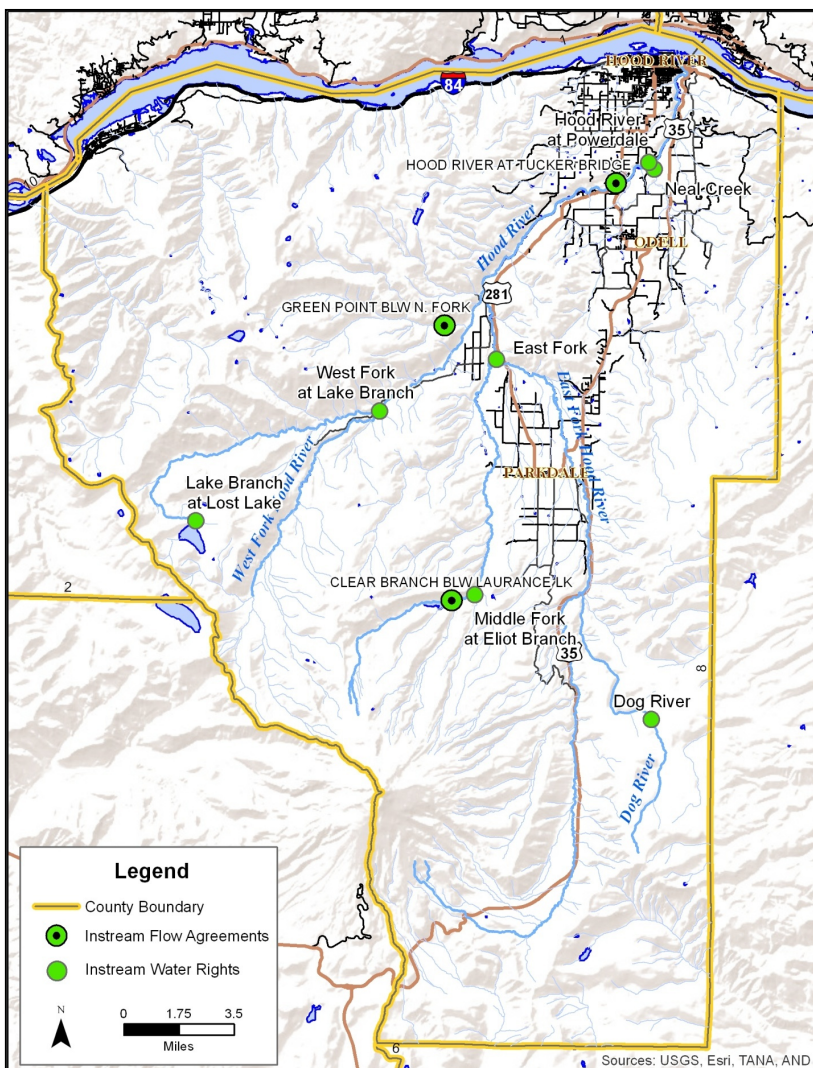 HOOD RIVER
84
Hood River
at Powerdale
35
HOOD RIVER AT TUCKER BRIDGE
Neal Creek
10
Hood River
ODELL
281
GREEN POINT BLW N. FORK
East Fork
West Fork
at Lake Branch
East Fork Hood River
PARKDALE
Lake Branch
at Lost Lake
West Fork Hood River
CLEAR BRANCH BLW LAURANCE LK
2
Middle Fork
at Eliot Branch
35
8
Dog River
Dog River
Legend
County Boundary
Instream Flow Agreements
Instream Water Rights
N
0 1.75 3.5
Miles
6
Sources: USGS, Esri, TANA, AND